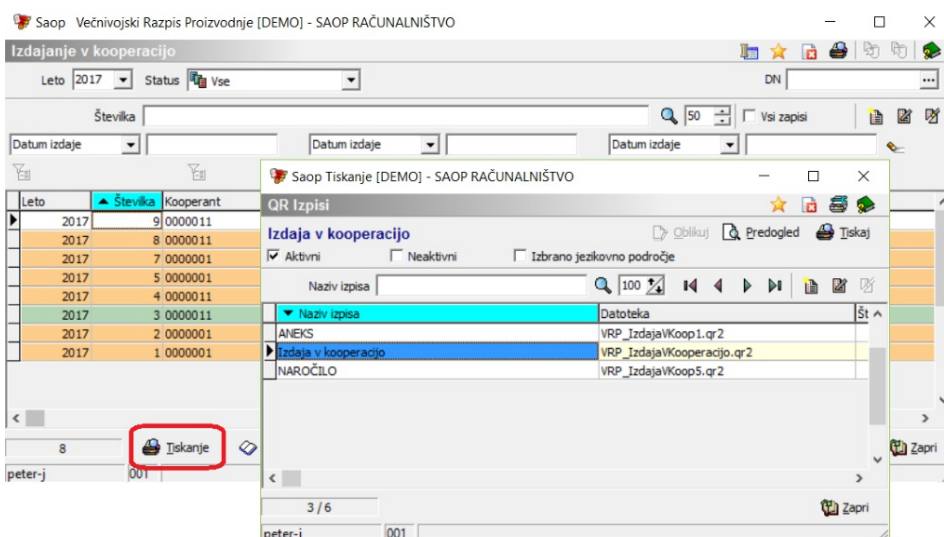 Saop Večnivojski Razpis Proizvodnje [DEMO] - SAOP RAČUNALNIŠTVO
Izdajanje v kooperacijo
Leto 2017 Status Vse DN ...
Številka 50 Vsi zapisi
Datum izdaje Datum izdaje Datum izdaje
Leto Številka Kooperant
2017 9 0000011
2017 8 0000011
2017 7 0000001
2017 5 0000001
2017 4 0000011
2017 3 0000011
2017 2 0000001
2017 1 0000001
8 Tiskanje Zapri
peter-j 001
Saop Tiskanje [DEMO] - SAOP RAČUNALNIŠTVO
QR Izpisi
Izdaja v kooperacijo Oblikuj Predogled Tiskaj
Aktivni Neaktivni Izbrano jezikovno področje
Naziv izpisa 100
Naziv izpisa Datoteka Št
ANEKS VRP_IzdajaVKoop1.qr2
Izdaja v kooperacijo VRP_IzdajaVKooperacijo.qr2
NAROČILO VRP_IzdajaVKoop5.qr2
3 / 6 Zapri
peter-j 001